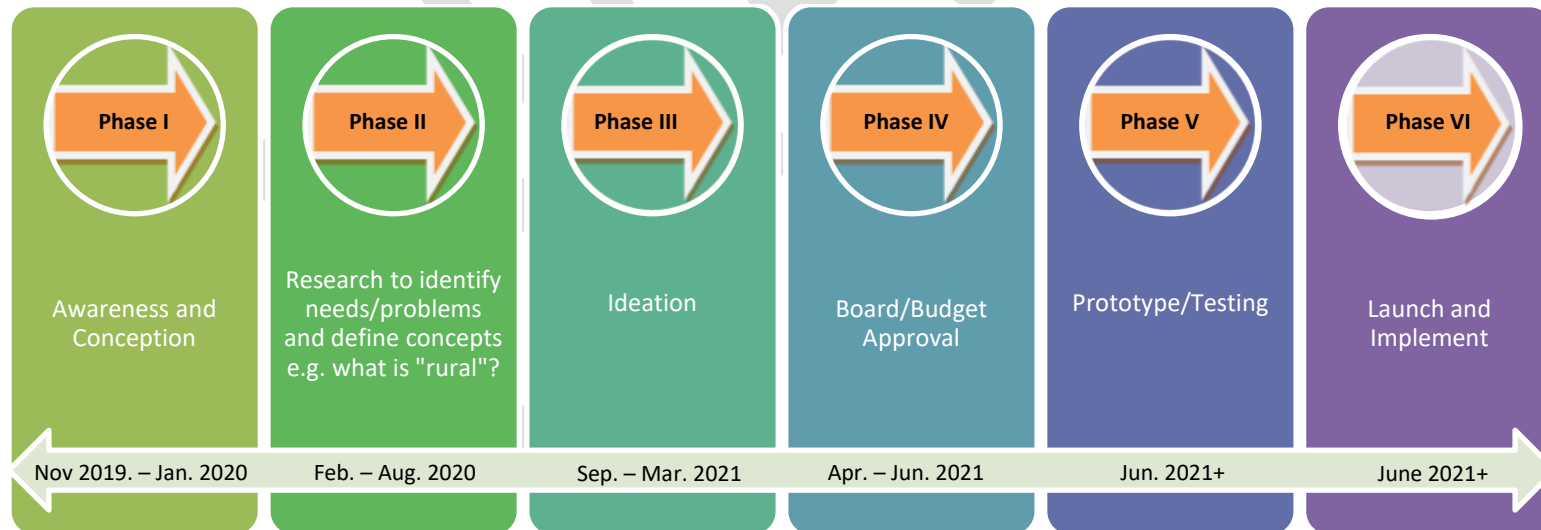 Phase I
Phase II
Phase III
Phase IV
Phase V
Phase VI
Awareness and
Conception
Research to identify
needs/problems
and define concepts
e.g. what is "rural"?
Ideation
Board/Budget
Approval
Prototype/Testing
Launch and
Implement
Nov 2019. – Jan. 2020
Feb. – Aug. 2020
Sep. – Mar. 2021
Apr. – Jun. 2021
Jun. 2021+
June 2021+